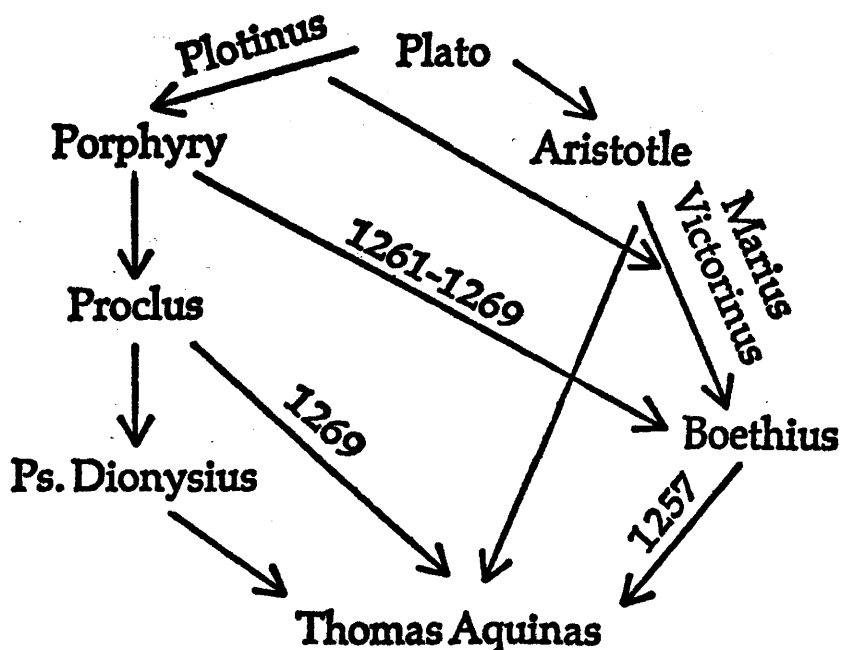 Plotinus
Plato
Porphyry
Aristotle
Marius
Victorinus
1261-1269
Proclus
1269
Boethius
Ps. Dionysius
1257
Thomas Aquinas